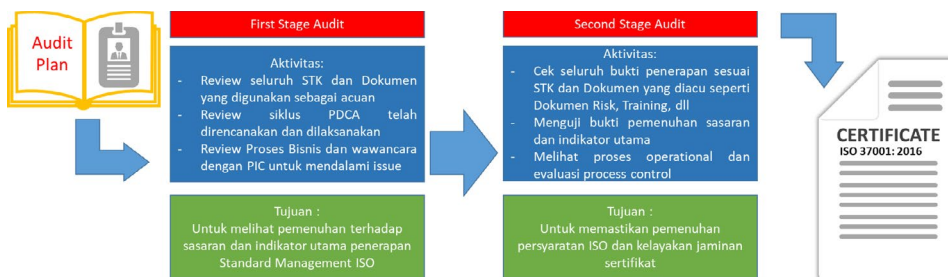 Audit
Plan
First Stage Audit
Aktivitas:
- Review seluruh STK dan Dokumen
yang digunakan sebagai acuan
- Review siklus PDCA telah
direncanakan dan dilaksanakan
- Review Proses Bisnis dan wawancara
dengan PIC untuk mendalami issue
Tujuan :
Untuk melihat pemenuhan terhadap
sasaran dan indikator utama penerapan
Standard Management ISO
Second Stage Audit
Aktivitas:
- Cek seluruh bukti penerapan sesuai
STK dan Dokumen yang diacu seperti
Dokumen Risk, Training, dll
- Menguji bukti pemenuhan sasaran
dan indikator utama
- Melihat proses operational dan
evaluasi process control
Tujuan :
Untuk memastikan pemenuhan
persyaratan ISO dan kelayakan jaminan
sertifikat
CERTIFICATE
ISO 37001: 2016